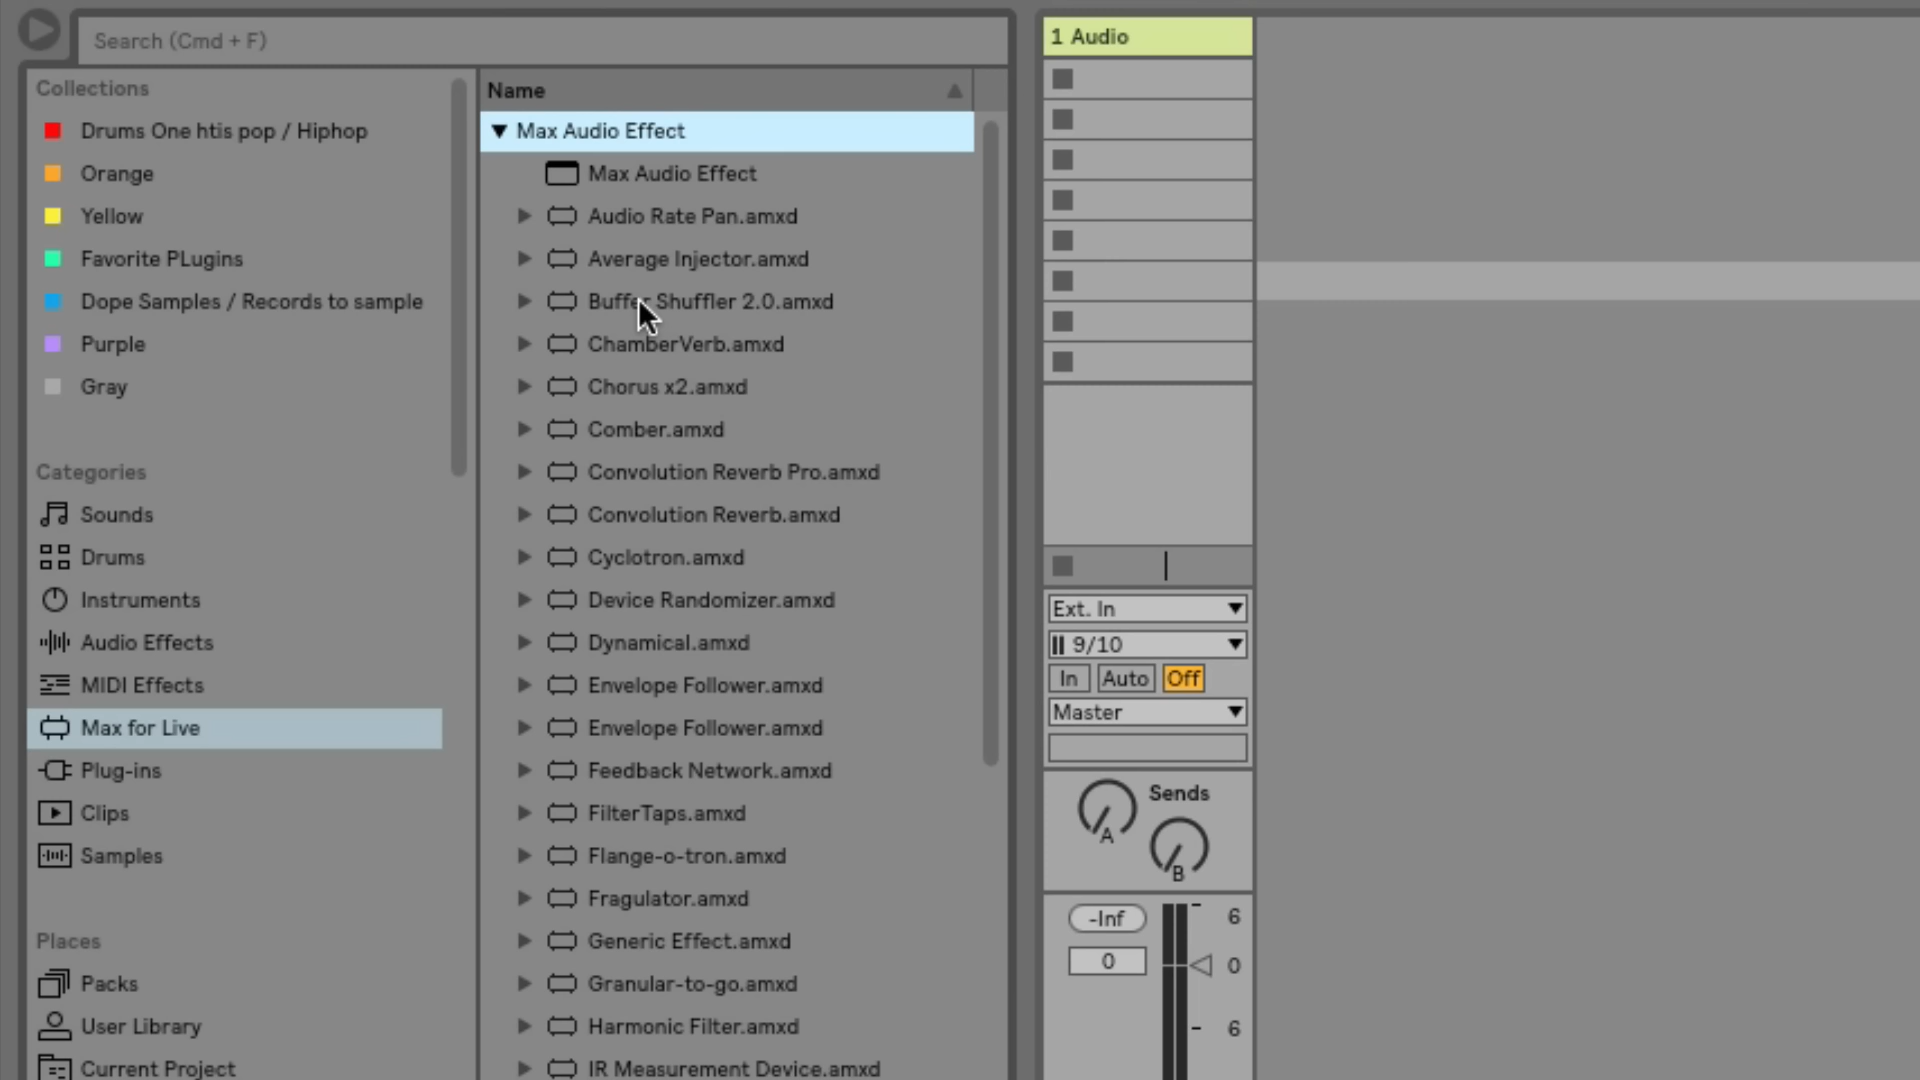 Search (Cmd + F)
Collections
Drums One htis pop / Hiphop
Orange
Yellow
Favorite PLugins
Dope Samples / Records to sample
Purple
Gray
Categories
Sounds
Drums
Instruments
Audio Effects
MIDI Effects
Max for Live
Plug-ins
Clips
Samples
Places
Packs
User Library
Current Project
Name
Max Audio Effect
Max Audio Effect
Audio Rate Pan.amxd
Average Injector.amxd
Buffer Shuffler 2.0.amxd
ChamberVerb.amxd
Chorus x2.amxd
Comber.amxd
Convolution Reverb Pro.amxd
Convolution Reverb.amxd
Cyclotron.amxd
Device Randomizer.amxd
Dynamical.amxd
Envelope Follower.amxd
Envelope Follower.amxd
Feedback Network.amxd
FilterTaps.amxd
Flange-o-tron.amxd
Fragulator.amxd
Generic Effect.amxd
Granular-to-go.amxd
Harmonic Filter.amxd
IR Measurement Device.amxd
1 Audio
Ext. In
9/10
In Auto Off
Master
Sends
A
B
-Inf
6
0
0
6